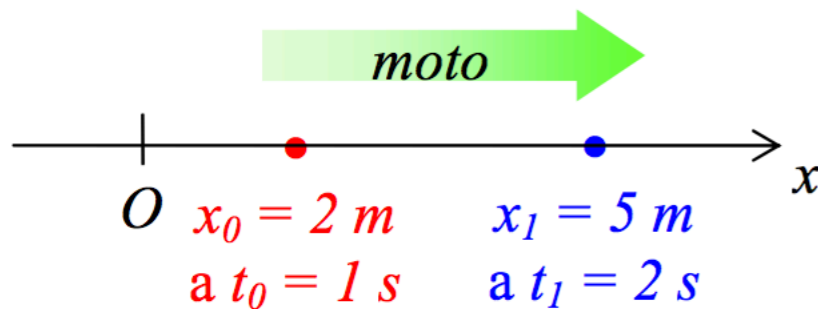 moto
O
x
x₀ = 2 m
a t₀ = 1 s
x₁ = 5 m
a t₁ = 2 s